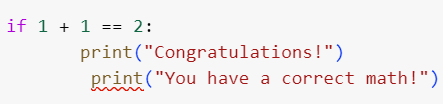 if 1 + 1 == 2:
        print("Congratulations!")
         print("You have a correct math!")